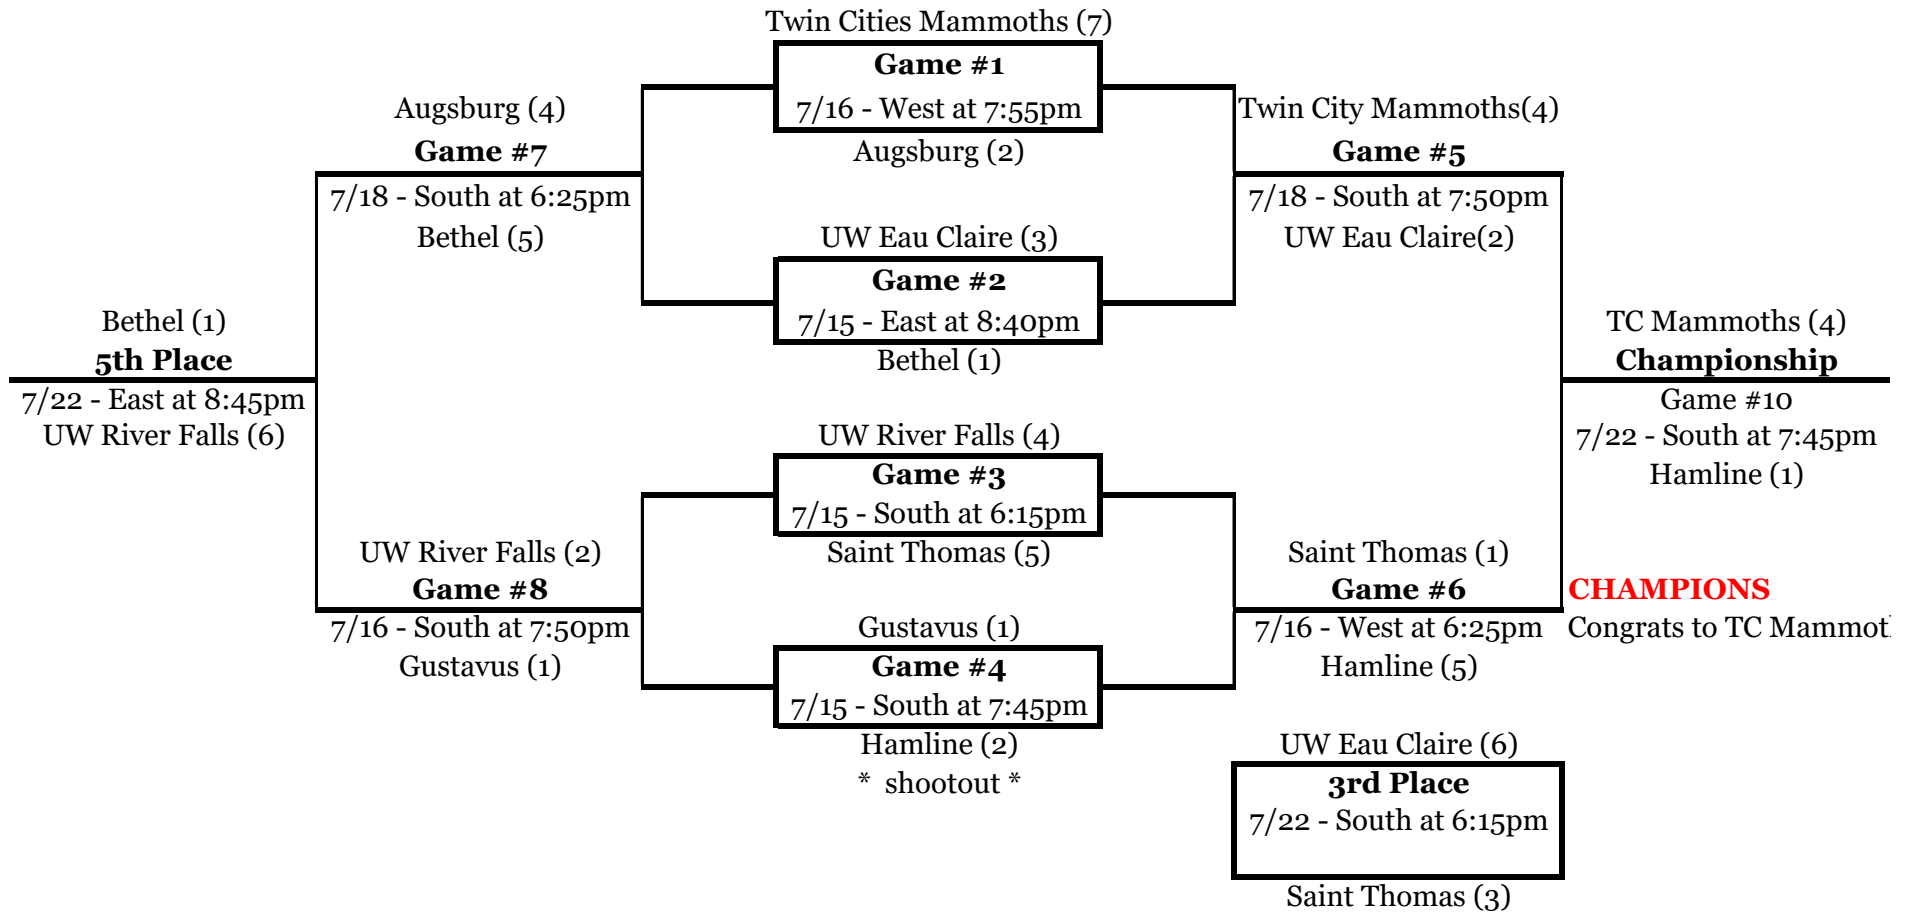 Twin Cities Mammoths (7)
Game #1
7/16 - West at 7:55pm
Augsburg (2)
Augsburg (4)
Game #7
7/18 - South at 6:25pm
Bethel (5)
Twin City Mammoths(4)
Game #5
7/18 - South at 7:50pm
UW Eau Claire(2)
UW Eau Claire (3)
Game #2
7/15 - East at 8:40pm
Bethel (1)
Bethel (1)
5th Place
7/22 - East at 8:45pm
UW River Falls (6)
TC Mammoths (4)
Championship
Game #10
7/22 - South at 7:45pm
Hamline (1)
UW River Falls (4)
Game #3
7/15 - South at 6:15pm
Saint Thomas (5)
UW River Falls (2)
Game #8
7/16 - South at 7:50pm
Gustavus (1)
Saint Thomas (1)
Game #6
7/16 - West at 6:25pm
Hamline (5)
CHAMPIONS
Congrats to TC
Gustavus (1)
Game #4
7/15 - South at 7:45pm
Hamline (2)
* shootout *
UW Eau Claire (6)
3rd Place
7/22 - South at 6:15pm
Saint Thomas (3)